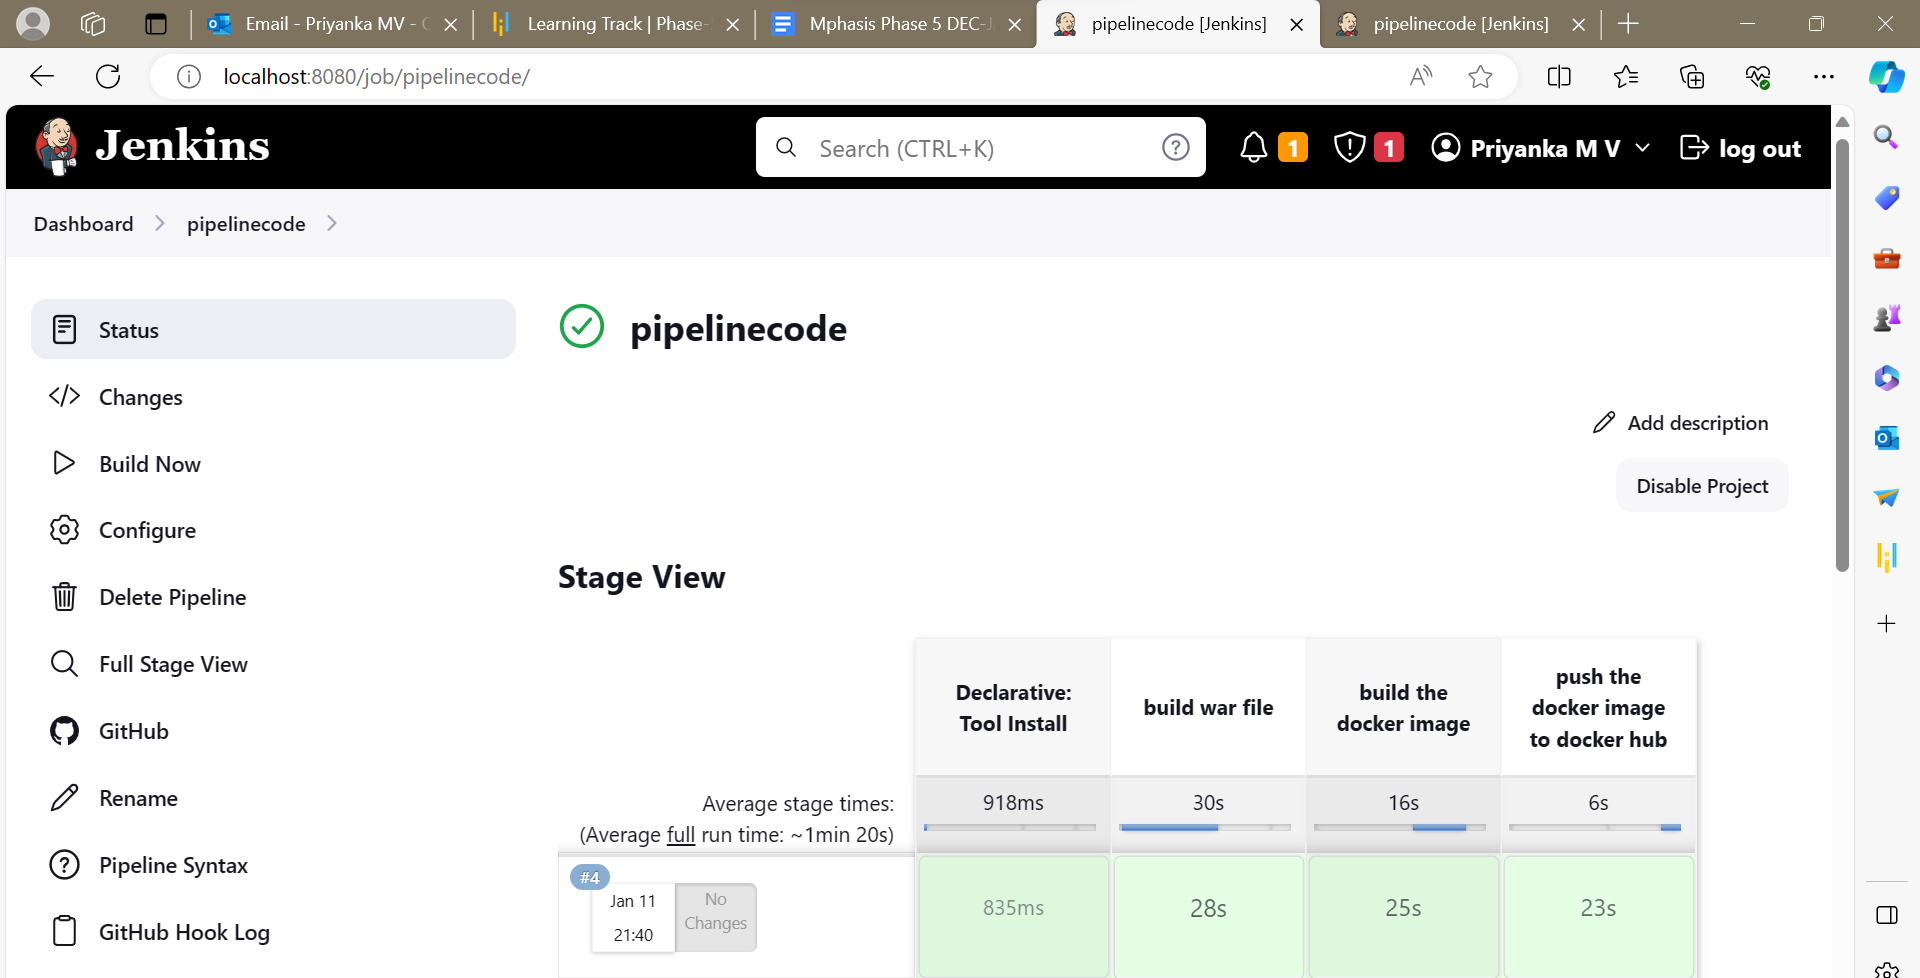 Email - Priyanka MV -
Learning Track | Phase-
Mphasis Phase 5 DEC-J
pipelinecode [Jenkins]
pipelinecode [Jenkins]
localhost:8080/job/pipelinecode/
Jenkins
Search (CTRL+K)
1
1
Priyanka M V
log out
Dashboard
pipelinecode
Status
Changes
Build Now
Configure
Delete Pipeline
Full Stage View
GitHub
Rename
Pipeline Syntax
GitHub Hook Log
pipelinecode
Add description
Disable Project
Stage View
Declarative:
Tool Install
build war file
build the
docker image
push the
docker image
to docker hub
Average stage times:
(Average full run time: ~1min 20s)
918ms
30s
16s
6s
#4
Jan 11
21:40
No
Changes
835ms
28s
25s
23s